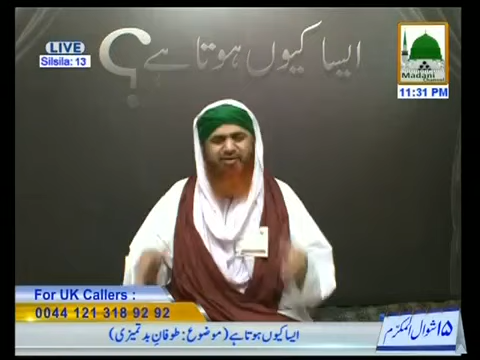 LIVE
Silsila: 13
ایسا کیوں ہوتا ہے ؟
Madani
11:31 PM
For UK Callers :
0044 121 318 92 92
ایسا کیوں ہوتا ہے (موضوع : طوفانِ بدتمیزی)
۱۵ شوال المکرّم